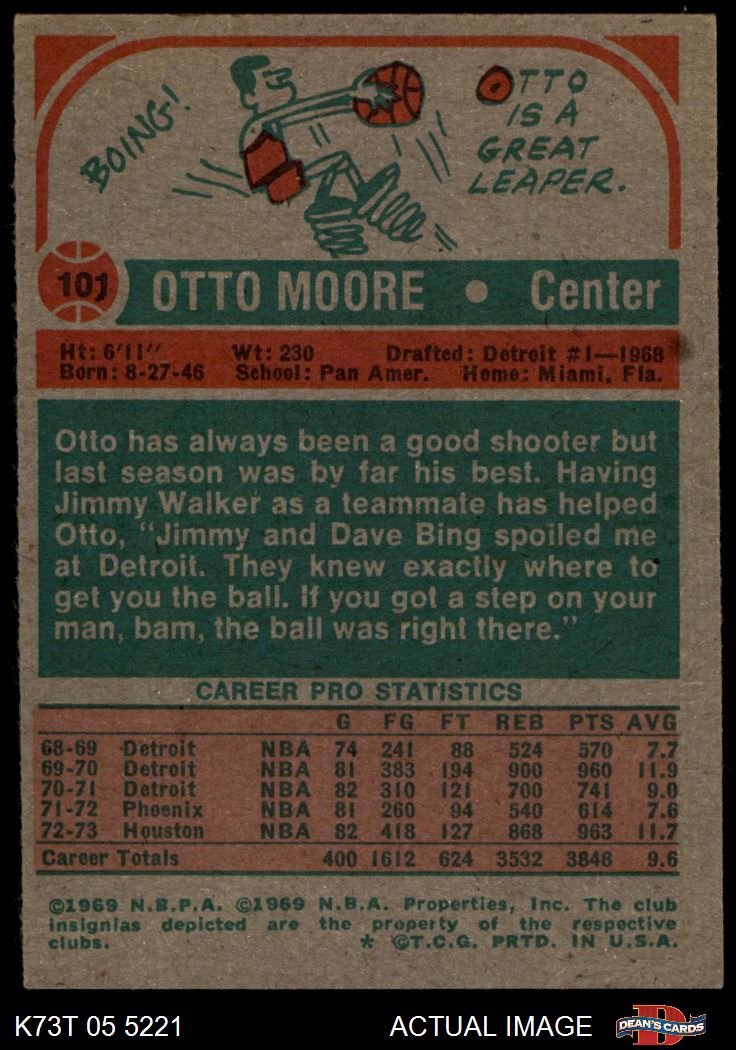 BOING!
OTTO
IS A
GREAT
LEAPER.
101 OTTO MOORE • Center
Ht: 6'11" Wt: 230 Drafted: Detroit #1—1968
Born: 8-27-46 School: Pan Amer. Home: Miami, Fla.
Otto has always been a good shooter but
last season was by far his best. Having
Jimmy Walker as a teammate has helped
Otto, "Jimmy and Dave Bing spoiled me
at Detroit. They knew exactly where to
get you the ball. If you got a step on your
man, bam, the ball was right there."
CAREER PRO STATISTICS
G FG FT REB PTS AVG
68-69 Detroit NBA 74 241 88 524 570 7.7
69-70 Detroit NBA 81 383 194 900 960 11.9
70-71 Detroit NBA 82 310 121 700 741 9.0
71-72 Phoenix NBA 81 260 94 540 614 7.6
72-73 Houston NBA 82 418 127 868 963 11.7
Career Totals 400 1612 624 3532 3848 9.6
©1969 N.B.P.A. ©1969 N.B.A. Properties, Inc. The club
insignias depicted are the property of the respective
clubs. * ©T.C.G. PRTD. IN U.S.A.
K73T 05 5221 ACTUAL IMAGE DEAN'S CARDS